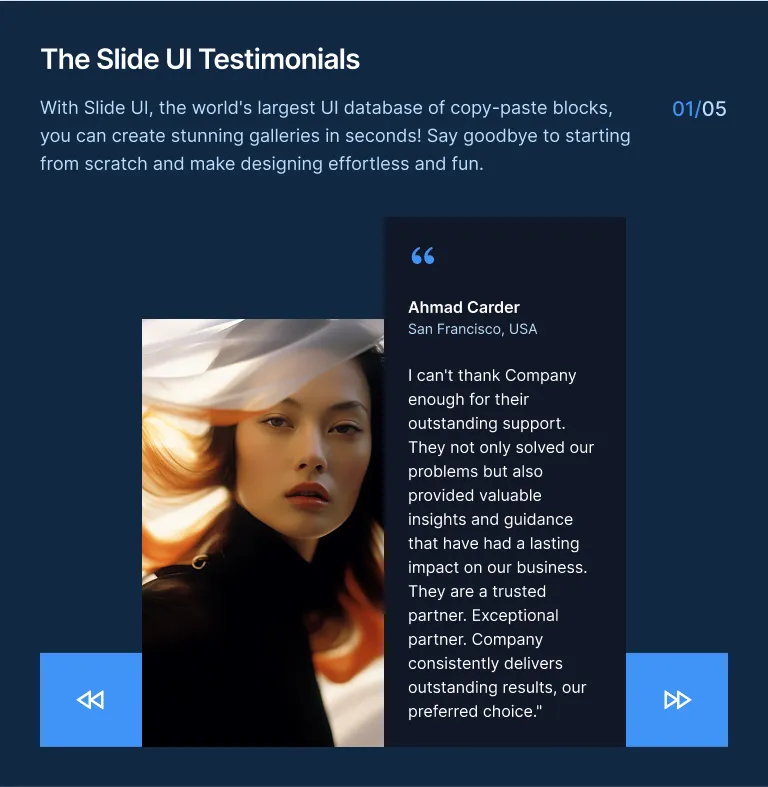 The Slide UI Testimonials
With Slide UI, the world's largest UI database of copy-paste blocks,
you can create stunning galleries in seconds! Say goodbye to starting
from scratch and make designing effortless and fun.
01/05
“
Ahmad Carder
San Francisco, USA
I can't thank Company
enough for their
outstanding support.
They not only solved our
problems but also
provided valuable
insights and guidance
that have had a lasting
impact on our business.
They are a trusted
partner. Exceptional
partner. Company
consistently delivers
outstanding results, our
preferred choice."